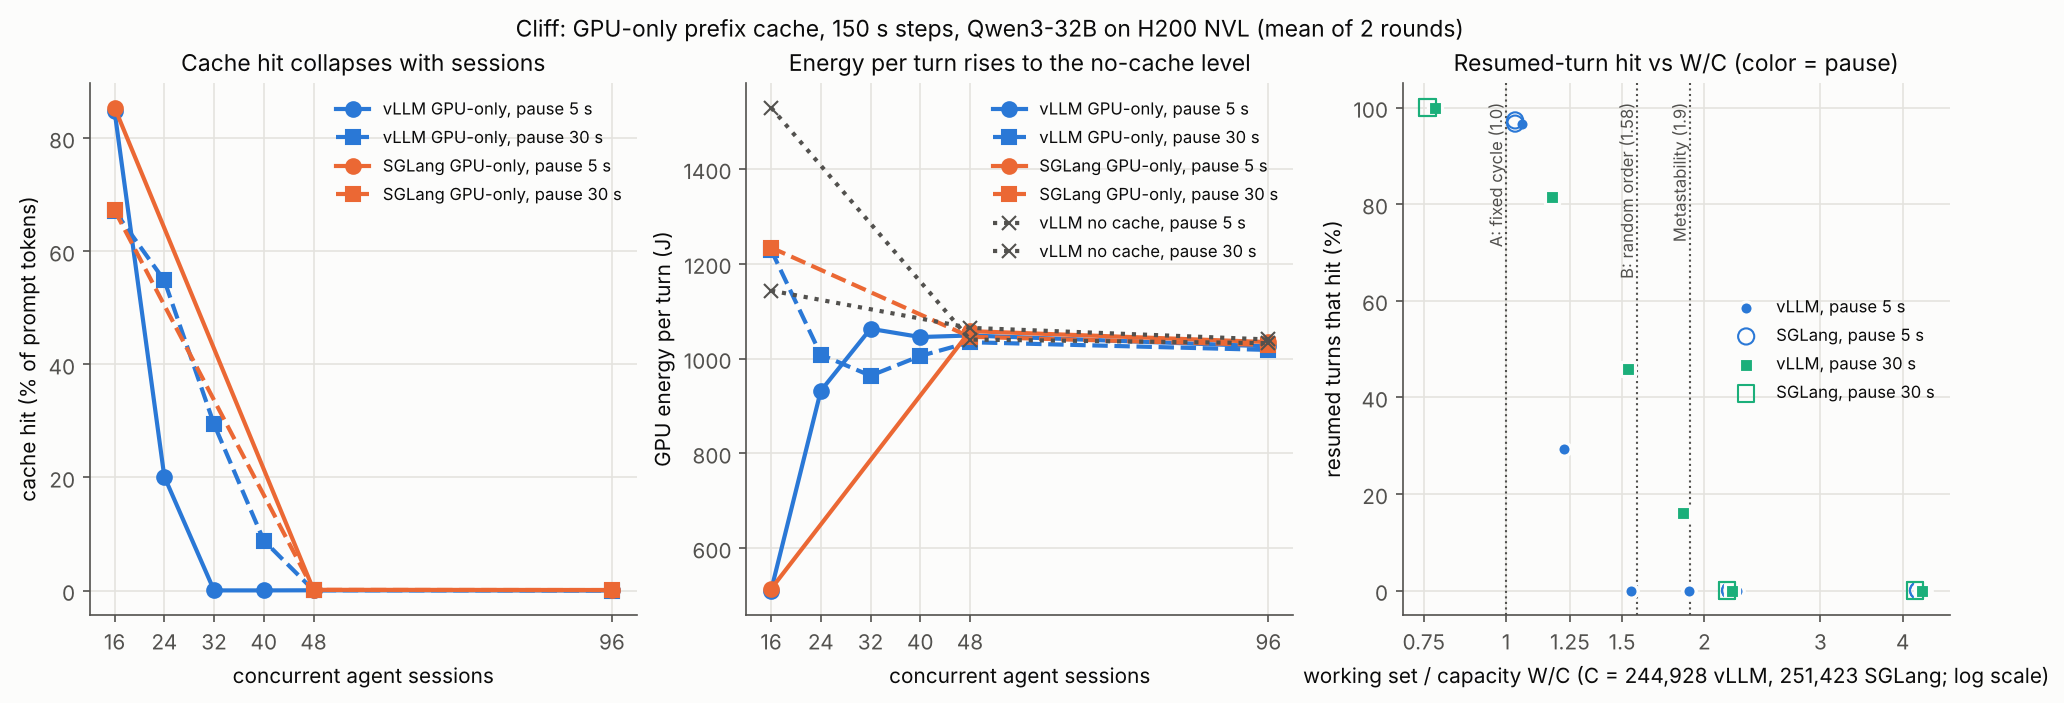 Cliff: GPU-only prefix cache, 150 s steps, Qwen3-32B on H200 NVL (mean of 2 rounds)
Cache hit collapses with sessions
cache hit (% of prompt tokens)
80
60
40
20
0
vLLM GPU-only, pause 5 s
vLLM GPU-only, pause 30 s
SGLang GPU-only, pause 5 s
SGLang GPU-only, pause 30 s
16 24 32 40 48 96
concurrent agent sessions
Energy per turn rises to the no-cache level
GPU energy per turn (J)
1400
1200
1000
800
600
vLLM GPU-only, pause 5 s
vLLM GPU-only, pause 30 s
SGLang GPU-only, pause 5 s
SGLang GPU-only, pause 30 s
vLLM no cache, pause 5 s
vLLM no cache, pause 30 s
16 24 32 40 48 96
concurrent agent sessions
Resumed-turn hit vs W/C (color = pause)
resumed turns that hit (%)
100
80
60
40
20
0
A: fixed cycle (1.0)
B: random order (1.58)
Metastability (1.9)
vLLM, pause 5 s
SGLang, pause 5 s
vLLM, pause 30 s
SGLang, pause 30 s
0.75 1 1.25 1.5 2 3 4
working set / capacity W/C (C = 244,928 vLLM, 251,423 SGLang; log scale)